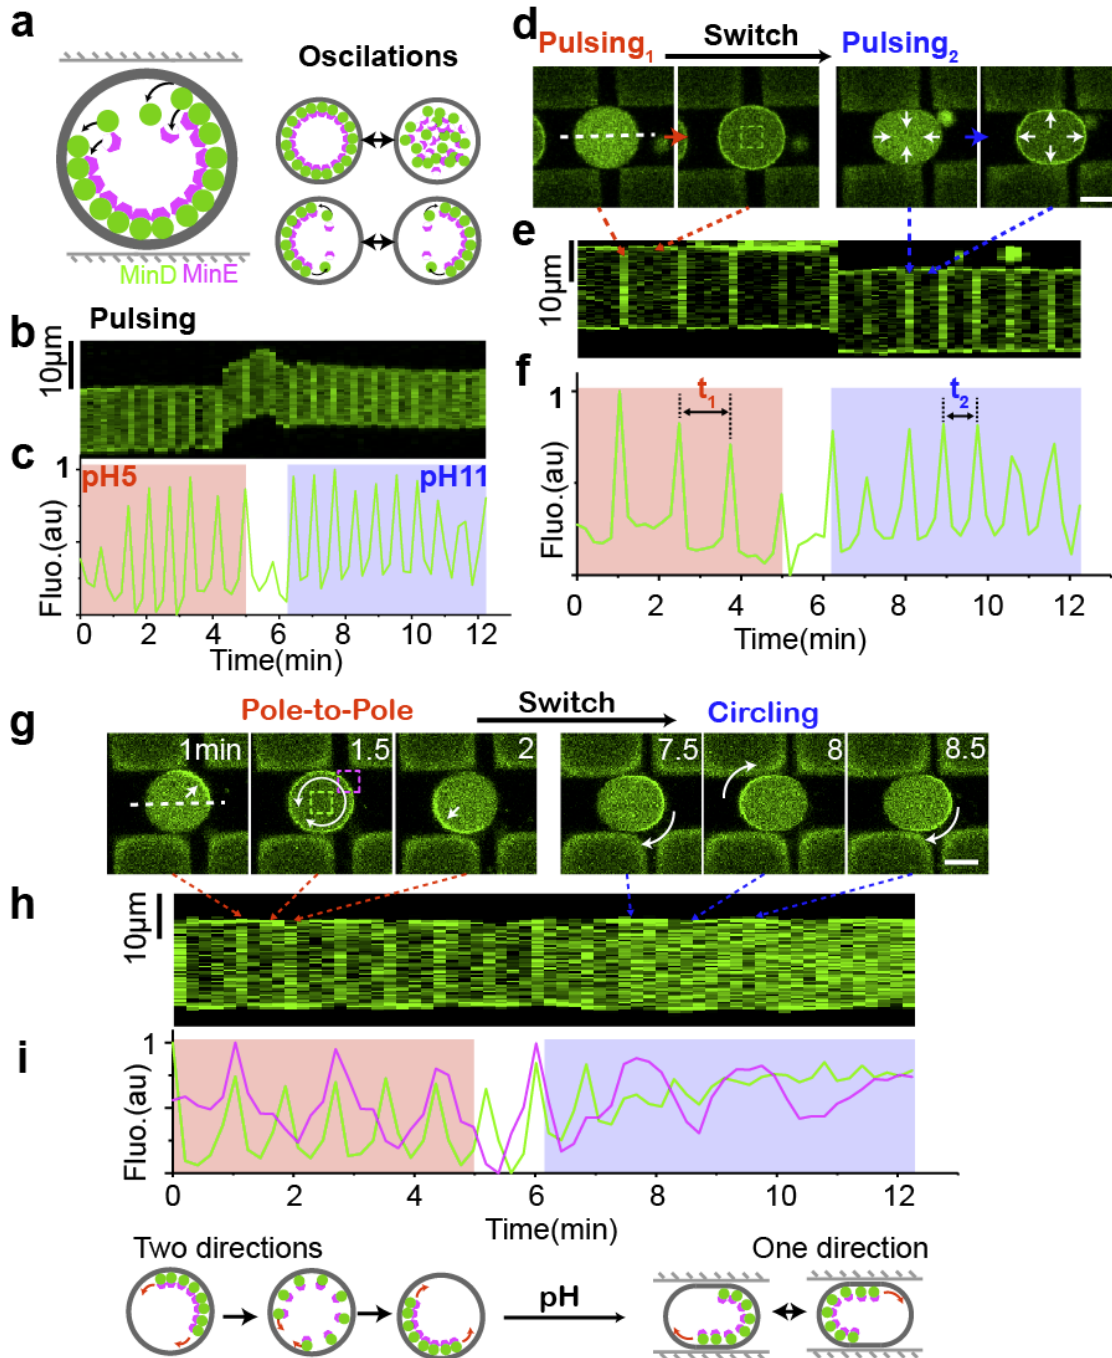 a
Oscilations
MinD MinE
b
Pulsing
10µm
c
1
pH5
pH11
Fluo.(au)
0 2 4 6 8 10 12
Time(min)
d
Pulsing1
Switch
Pulsing2
e
10µm
f
1
t1
t2
Fluo.(au)
0 2 4 6 8 10 12
Time(min)
g
Pole-to-Pole
Switch
Circling
1min
1.5
2
7.5
8
8.5
h
10µm
i
1
Fluo.(au)
0 2 4 6 8 10 12
Time(min)
Two directions
One direction
pH